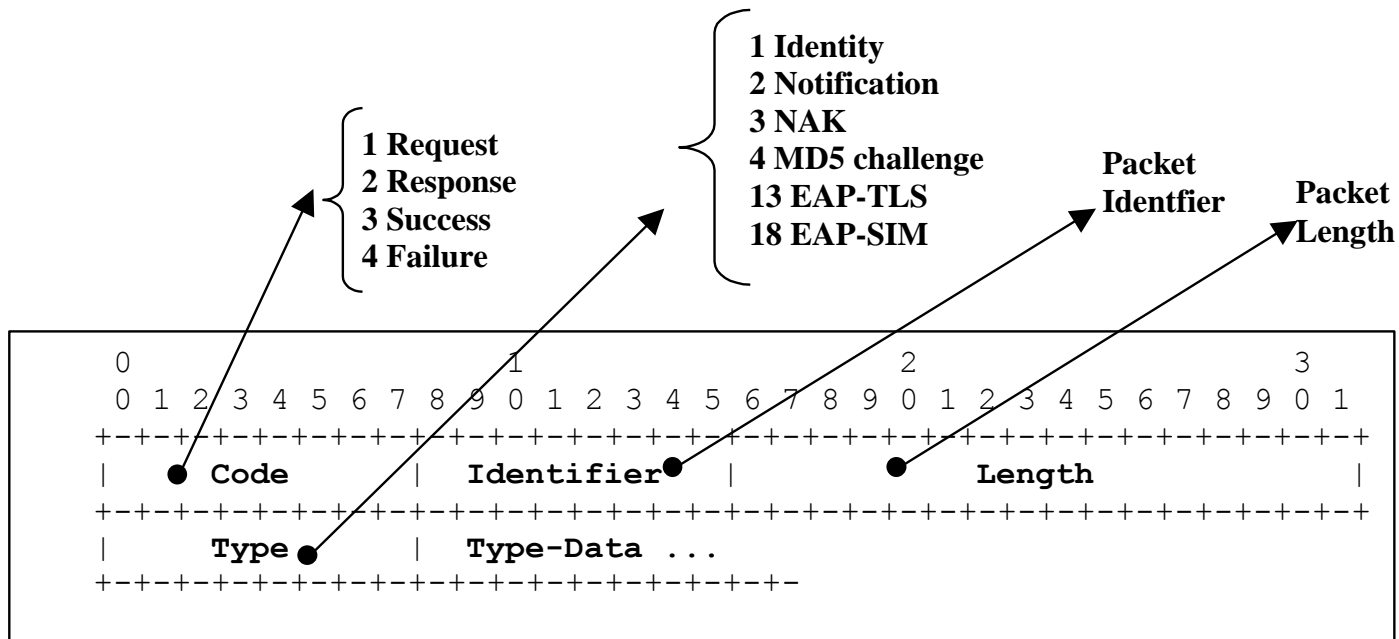 1 Identity
2 Notification
3 NAK
4 MD5 challenge
13 EAP-TLS
18 EAP-SIM
1 Request
2 Response
3 Success
4 Failure
Packet
Identfier
Packet
Length
0 1 2 3
0 1 2 3 4 5 6 7 8 9 0 1 2 3 4 5 6 7 8 9 0 1 2 3 4 5 6 7 8 9 0 1
+-+-+-+-+-+-+-+-+-+-+-+-+-+-+-+-+-+-+-+-+-+-+-+-+-+-+-+-+-+-+-+-+
| Code | Identifier | Length |
+-+-+-+-+-+-+-+-+-+-+-+-+-+-+-+-+-+-+-+-+-+-+-+-+-+-+-+-+-+-+-+-+
| Type | Type-Data ...
+-+-+-+-+-+-+-+-+-+-+-+-+-+-+-+-+-+-